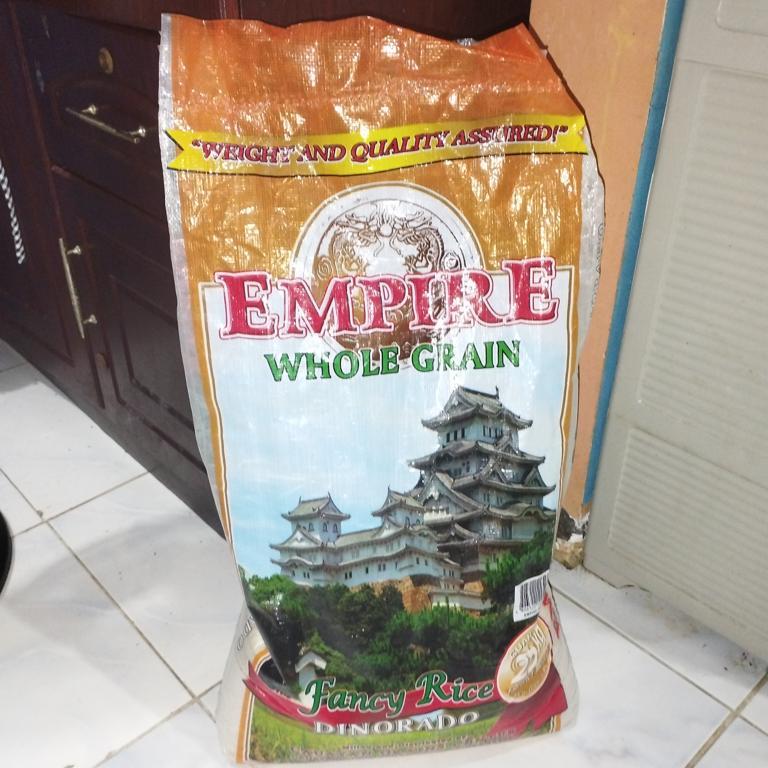 "WEIGHT AND QUALITY ASSURED!"
EMPIRE
WHOLE GRAIN
Fancy Rice
DINORADO